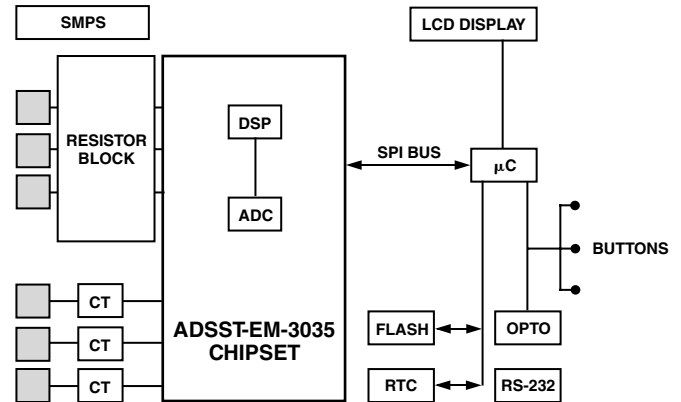 SMPS
LCD DISPLAY
RESISTOR
BLOCK
DSP
SPI BUS
μC
ADC
BUTTONS
CT
ADSST-EM-3035
CHIPSET
FLASH
OPTO
CT
CT
RTC
RS-232